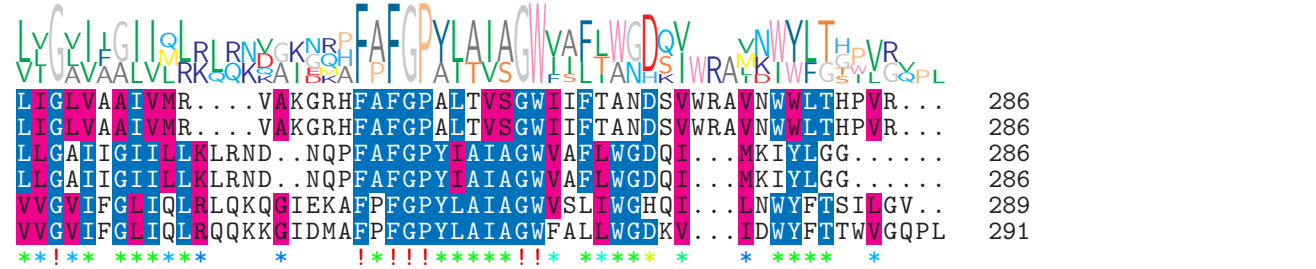 LIGLVAAIVMR....VAKGRHFAFGPALTVSGWIIFTANDSVWRAVNWWLTHPVR... 286
LIGLVAAIVMR....VAKGRHFAFGPALTVSGWIIFTANDSVWRAVNWWLTHPVR... 286
LLGAIIGIILLKLRND..NQPFAFGPYIAIAGWVAFLWGDQI...MKIYLGG...... 286
LLGAIIGIILLKLRND..NQPFAFGPYIAIAGWVAFLWGDQI...MKIYLGG...... 286
VVGVIFGLIQLRLQKQGIEKAFPFGPYLAIAGWVSLIWGHQI...LNWYFTSILGV.. 289
VVGVIFGLIQLRQQKKGIDMAFPFGPYLAIAGWFALLWGDKV...IDWYFTTWVGQPL 291
**!** ******    *    !*!!!*****!!* ***** *   * ****  *